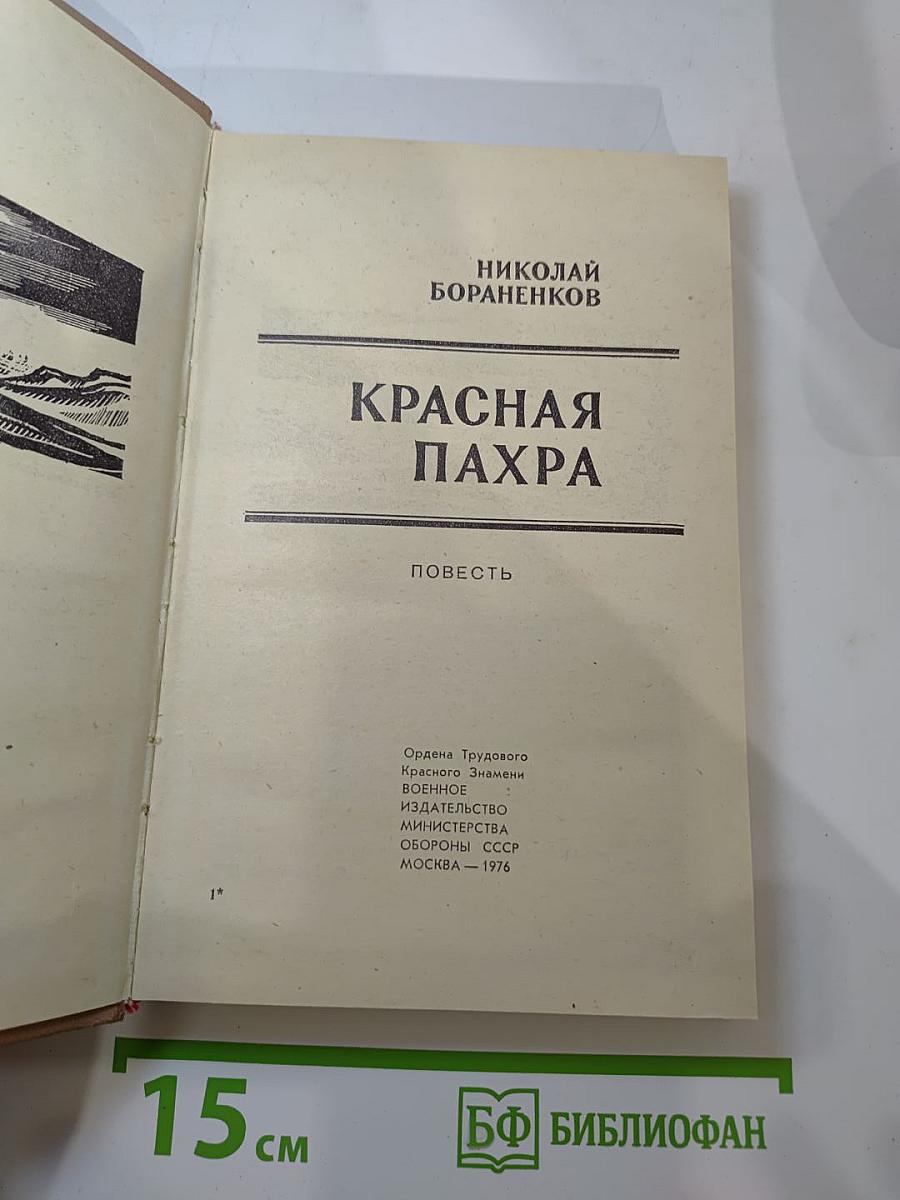 НИКОЛАЙ
БОРАНЕНКОВ
КРАСНАЯ
ПАХРА
ПОВЕСТЬ
Ордена Трудового
Красного Знамени
ВОЕННОЕ
ИЗДАТЕЛЬСТВО
МИНИСТЕРСТВА
ОБОРОНЫ СССР
МОСКВА — 1976
1*
15 см
БФ БИБЛИОФАН